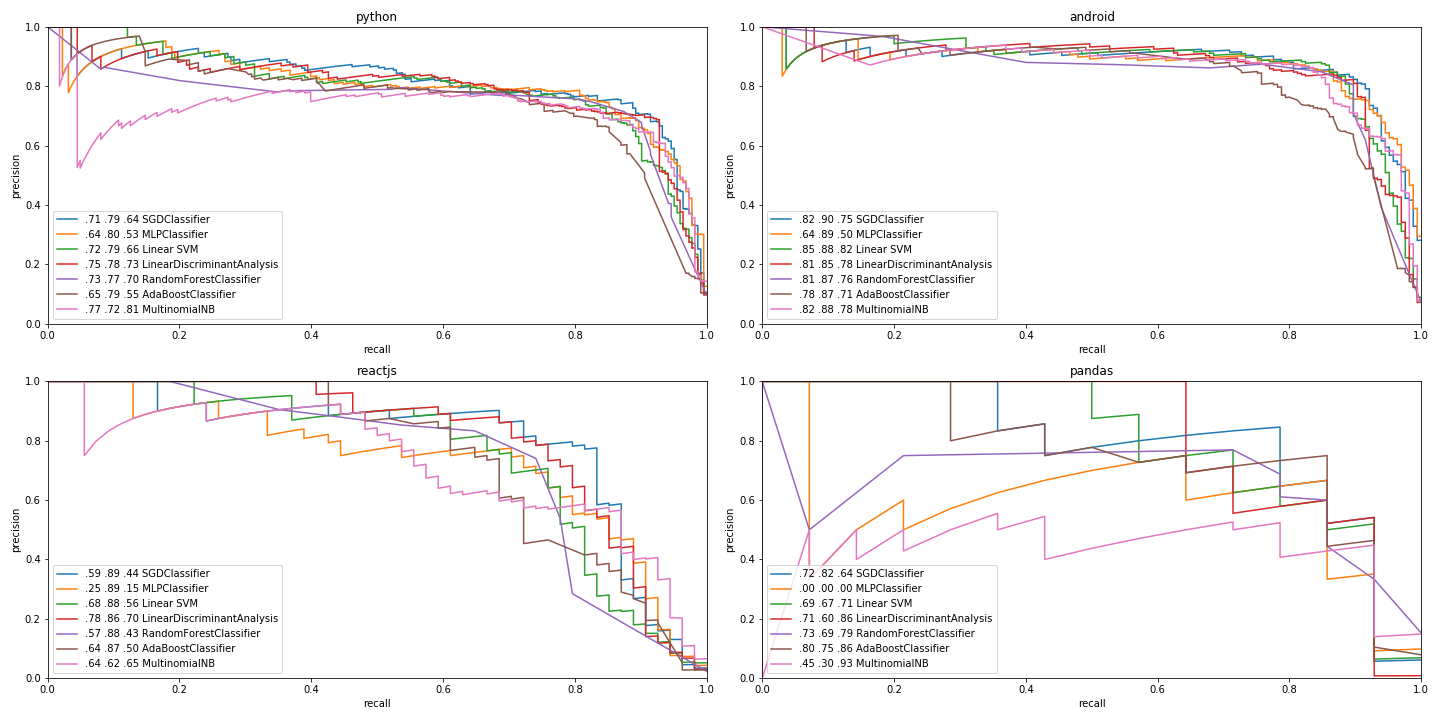 python
1.0
0.8
0.6
0.4
0.2
0.0
precision
.71 .79 .64 SGDClassifier
.64 .80 .53 MLPClassifier
.72 .79 .66 Linear SVM
.75 .78 .73 LinearDiscriminantAnalysis
.73 .77 .70 RandomForestClassifier
.65 .79 .55 AdaBoostClassifier
.77 .72 .81 MultinomialNB
0.0 0.2 0.4 0.6 0.8 1.0
recall
android
1.0
0.8
0.6
0.4
0.2
0.0
precision
.82 .90 .75 SGDClassifier
.64 .89 .50 MLPClassifier
.85 .88 .82 Linear SVM
.81 .85 .78 LinearDiscriminantAnalysis
.81 .87 .76 RandomForestClassifier
.78 .87 .71 AdaBoostClassifier
.82 .88 .78 MultinomialNB
0.0 0.2 0.4 0.6 0.8 1.0
recall
reactjs
1.0
0.8
0.6
0.4
0.2
0.0
precision
.59 .89 .44 SGDClassifier
.25 .89 .15 MLPClassifier
.68 .88 .56 Linear SVM
.78 .86 .70 LinearDiscriminantAnalysis
.57 .88 .43 RandomForestClassifier
.64 .87 .50 AdaBoostClassifier
.64 .62 .65 MultinomialNB
0.0 0.2 0.4 0.6 0.8 1.0
recall
pandas
1.0
0.8
0.6
0.4
0.2
0.0
precision
.72 .82 .64 SGDClassifier
.00 .00 .00 MLPClassifier
.69 .67 .71 Linear SVM
.71 .60 .86 LinearDiscriminantAnalysis
.73 .69 .79 RandomForestClassifier
.80 .75 .86 AdaBoostClassifier
.45 .30 .93 MultinomialNB
0.0 0.2 0.4 0.6 0.8 1.0
recall